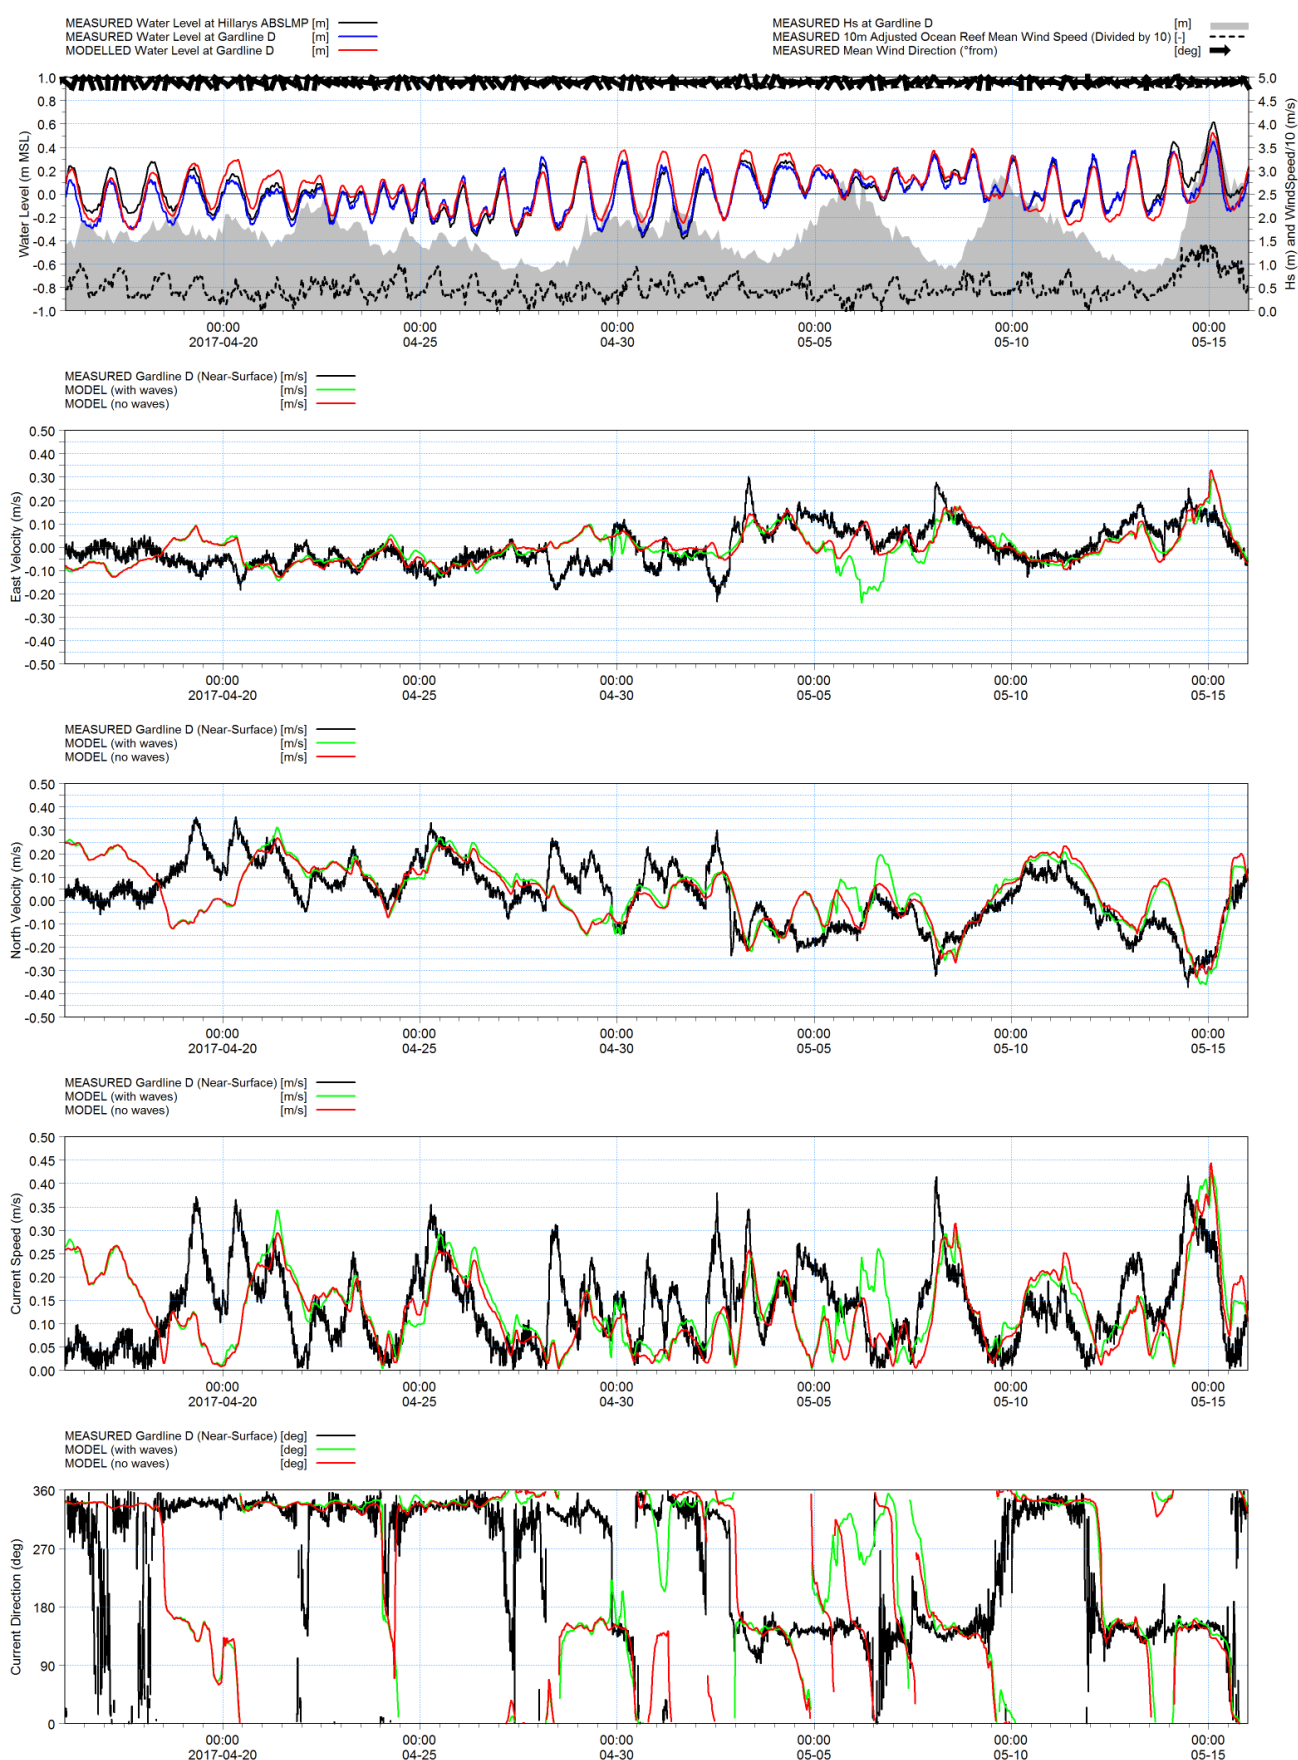 MEASURED Water Level at Hillarys ABSLMP [m]
MEASURED Water Level at Gardline D [m]
MODELLED Water Level at Gardline D [m]
MEASURED Hs at Gardline D [m]
MEASURED 10m Adjusted Ocean Reef Mean Wind Speed (Divided by 10) [-]
MEASURED Mean Wind Direction (°from) [deg]
Water Level (m MSL)
1.0
0.8
0.6
0.4
0.2
0.0
-0.2
-0.4
-0.6
-0.8
-1.0
5.0
4.5
4.0
3.5
3.0
2.5
2.0
1.5
1.0
0.5
0.0
Hs (m) and WindSpeed/10 (m/s)
00:00 00:00 00:00 00:00 00:00 00:00
2017-04-20 04-25 04-30 05-05 05-10 05-15
MEASURED Gardline D (Near-Surface) [m/s]
MODEL (with waves) [m/s]
MODEL (no waves) [m/s]
East Velocity (m/s)
0.50
0.40
0.30
0.20
0.10
0.00
-0.10
-0.20
-0.30
-0.40
-0.50
00:00 00:00 00:00 00:00 00:00 00:00
2017-04-20 04-25 04-30 05-05 05-10 05-15
MEASURED Gardline D (Near-Surface) [m/s]
MODEL (with waves) [m/s]
MODEL (no waves) [m/s]
North Velocity (m/s)
0.50
0.40
0.30
0.20
0.10
0.00
-0.10
-0.20
-0.30
-0.40
-0.50
00:00 00:00 00:00 00:00 00:00 00:00
2017-04-20 04-25 04-30 05-05 05-10 05-15
MEASURED Gardline D (Near-Surface) [m/s]
MODEL (with waves) [m/s]
MODEL (no waves) [m/s]
Current Speed (m/s)
0.50
0.45
0.40
0.35
0.30
0.25
0.20
0.15
0.10
0.05
0.00
00:00 00:00 00:00 00:00 00:00 00:00
2017-04-20 04-25 04-30 05-05 05-10 05-15
MEASURED Gardline D (Near-Surface) [deg]
MODEL (with waves) [deg]
MODEL (no waves) [deg]
Current Direction (deg)
360
270
180
90
0
00:00 00:00 00:00 00:00 00:00 00:00
2017-04-20 04-25 04-30 05-05 05-10 05-15